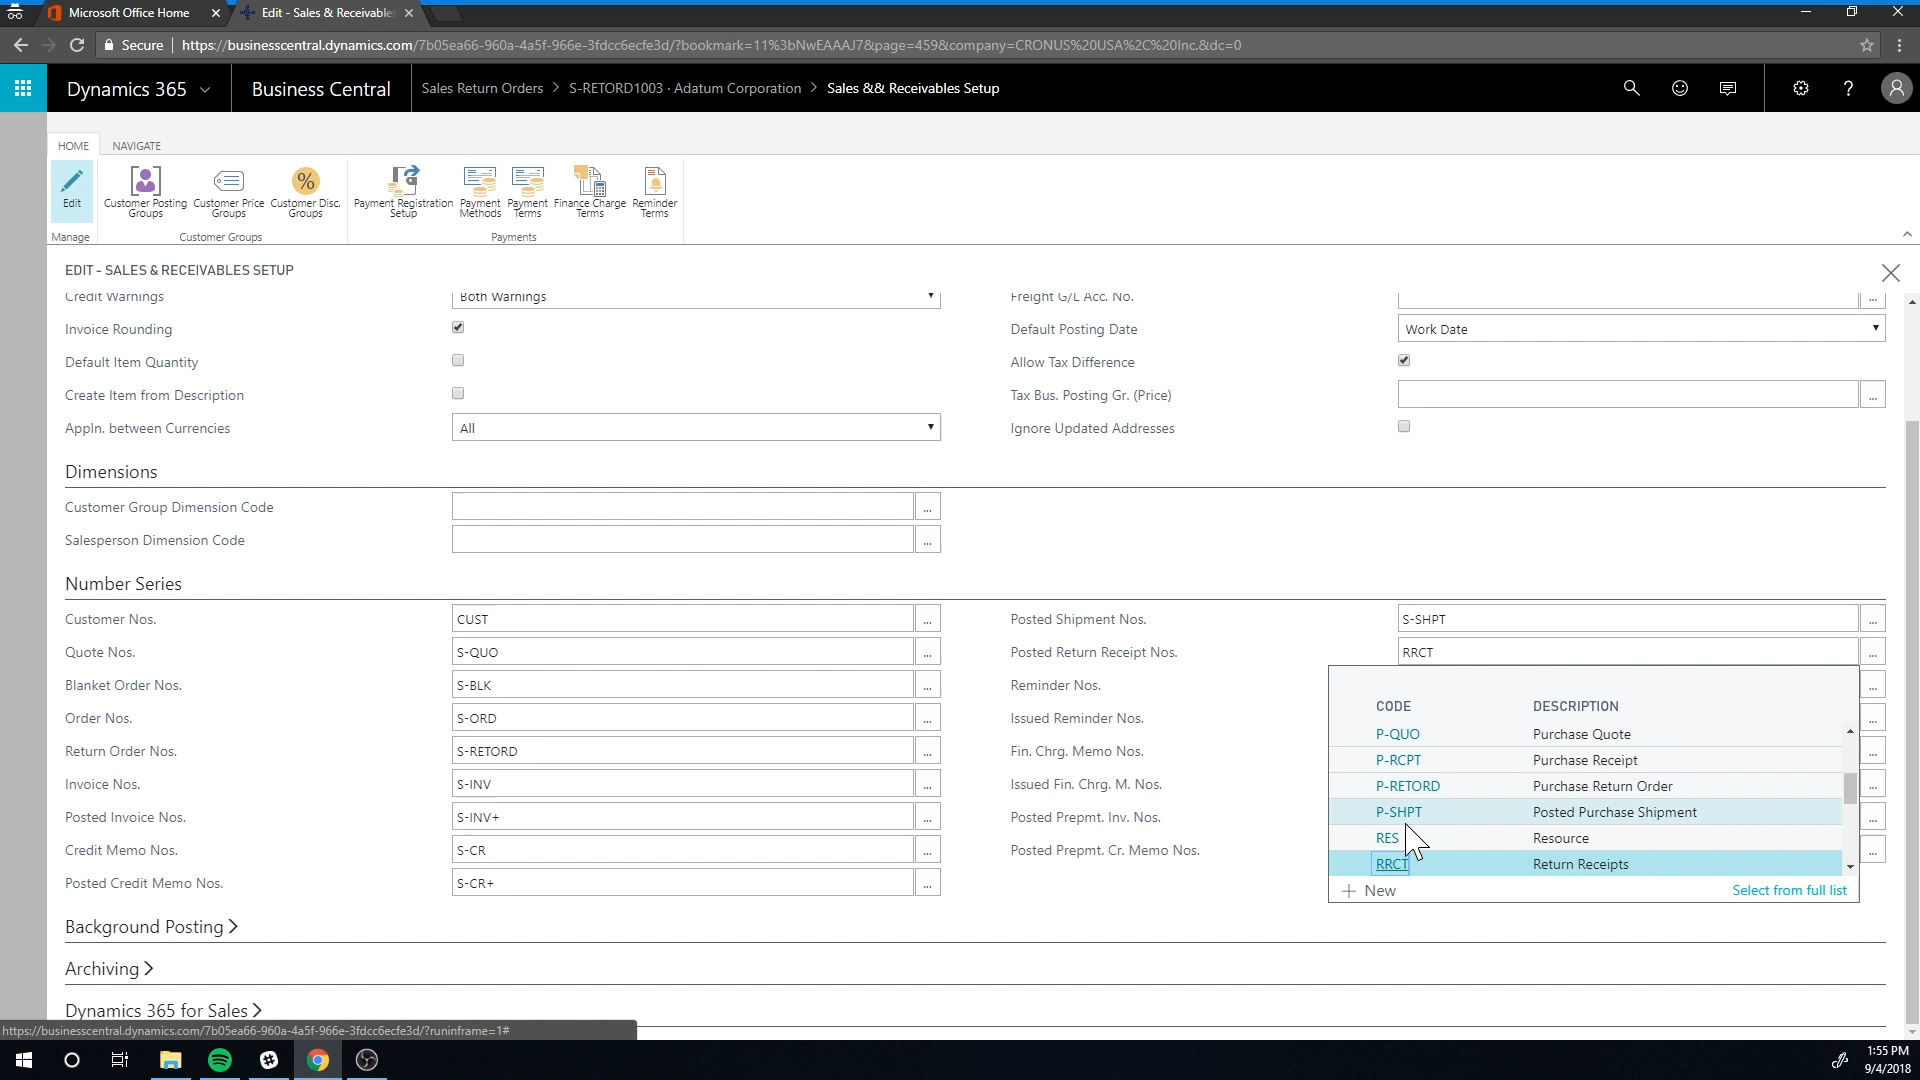 Microsoft Office Home
Edit - Sales & Receivables
Secure
https://businesscentral.dynamics.com/7b05ea66-960a-4a5f-966e-3fdcc6ecfe3d/?bookmark=11%3bNwEAAAJ7&page=459&company=CRONUS%20USA%2C%20Inc.&dc=0
Dynamics 365
Business Central
Sales Return Orders > S-RETORD1003 · Adatum Corporation > Sales && Receivables Setup
?
HOME
NAVIGATE
Edit
Customer Posting Groups
Customer Price Groups
Customer Disc. Groups
Payment Registration Setup
Payment Methods
Payment Terms
Finance Charge Terms
Reminder Terms
Manage
Customer Groups
Payments
EDIT - SALES & RECEIVABLES SETUP
Credit Warnings
Both Warnings
Freight G/L Acc. No.
...
Invoice Rounding
Default Posting Date
Work Date
Default Item Quantity
Allow Tax Difference
Create Item from Description
Tax Bus. Posting Gr. (Price)
...
Appln. between Currencies
All
Ignore Updated Addresses
Dimensions
Customer Group Dimension Code
...
Salesperson Dimension Code
...
Number Series
Customer Nos.
CUST
...
Posted Shipment Nos.
S-SHPT
...
Quote Nos.
S-QUO
...
Posted Return Receipt Nos.
RRCT
...
Blanket Order Nos.
S-BLK
...
Reminder Nos.
...
Order Nos.
S-ORD
...
Issued Reminder Nos.
...
Return Order Nos.
S-RETORD
...
Fin. Chrg. Memo Nos.
...
Invoice Nos.
S-INV
...
Issued Fin. Chrg. M. Nos.
...
Posted Invoice Nos.
S-INV+
...
Posted Prepmt. Inv. Nos.
...
Credit Memo Nos.
S-CR
...
Posted Prepmt. Cr. Memo Nos.
...
Posted Credit Memo Nos.
S-CR+
...
CODE
DESCRIPTION
P-QUO
Purchase Quote
P-RCPT
Purchase Receipt
P-RETORD
Purchase Return Order
P-SHPT
Posted Purchase Shipment
RES
Resource
RRCT
Return Receipts
+ New
Select from full list
Background Posting >
Archiving >
Dynamics 365 for Sales >
https://businesscentral.dynamics.com/7b05ea66-960a-4a5f-966e-3fdcc6ecfe3d/?runinframe=1#
1:55 PM
9/4/2018